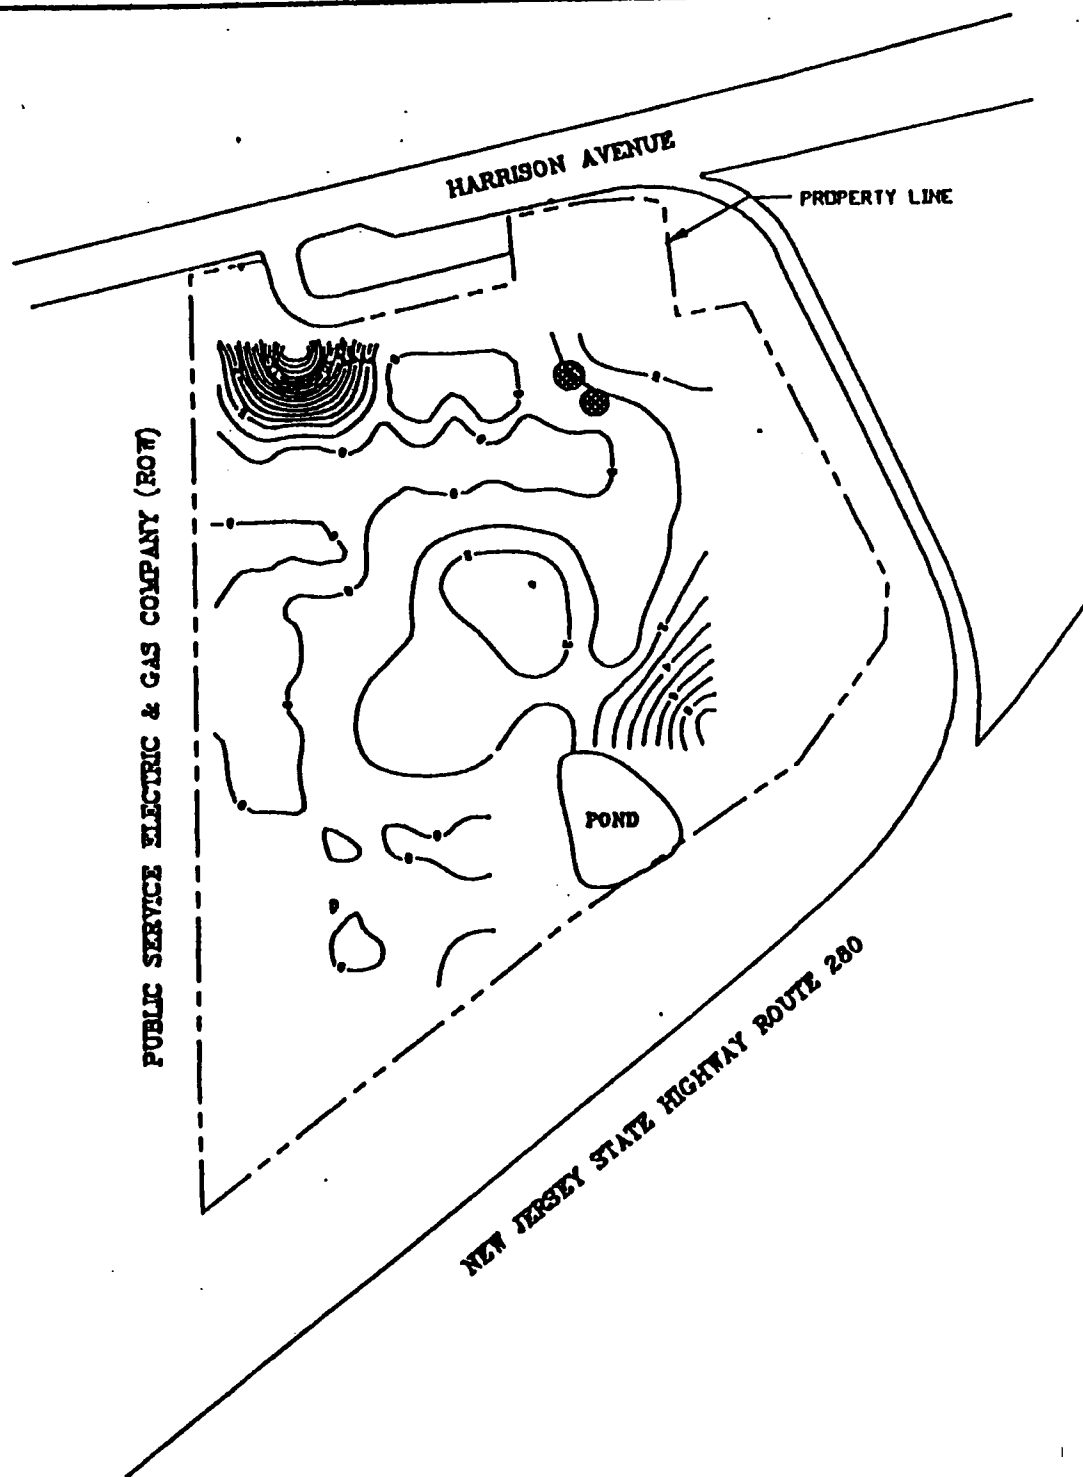 HARRISON AVENUE
PROPERTY LINE
PUBLIC SERVICE ELECTRIC & GAS COMPANY (ROW)
POND
NEW JERSEY STATE HIGHWAY ROUTE 280